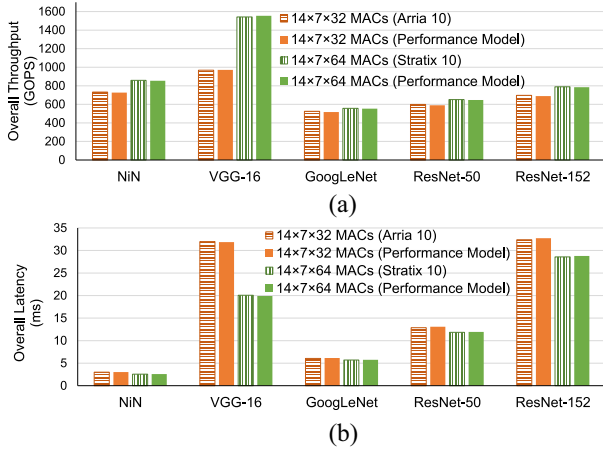 Overall Throughput
(GOPS)
1600
1400
1200
1000
800
600
400
200
0
14×7×32 MACs (Arria 10)
14×7×32 MACs (Performance Model)
14×7×64 MACs (Stratix 10)
14×7×64 MACs (Performance Model)
NiN VGG-16 GoogLeNet ResNet-50 ResNet-152
(a)
Overall Latency
(ms)
35
30
25
20
15
10
5
0
14×7×32 MACs (Arria 10)
14×7×32 MACs (Performance Model)
14×7×64 MACs (Stratix 10)
14×7×64 MACs (Performance Model)
NiN VGG-16 GoogLeNet ResNet-50 ResNet-152
(b)